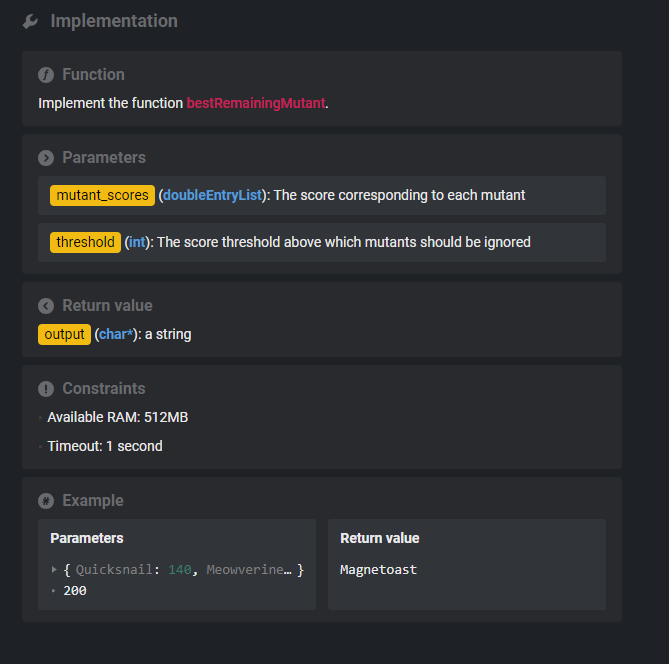 Implementation
Function
Implement the function bestRemainingMutant.
Parameters
mutant_scores (doubleEntryList): The score corresponding to each mutant
threshold (int): The score threshold above which mutants should be ignored
Return value
output (char*): a string
Constraints
Available RAM: 512MB
Timeout: 1 second
Example
Parameters
{ Quicksnail: 140, Meowverine… }
200
Return value
Magnetoast